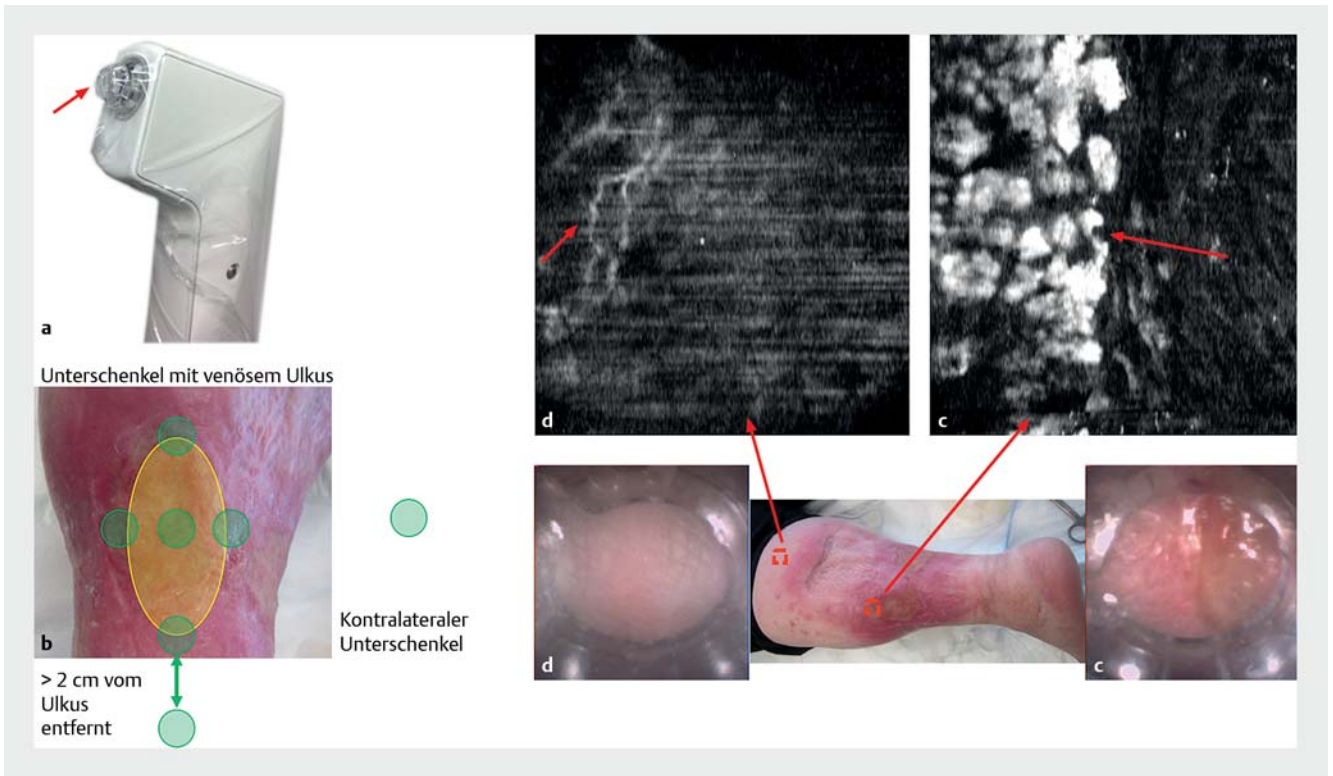 a
Unterschenkel mit venösem Ulkus
b
> 2 cm vom
Ulkus
entfernt
Kontralateraler
Unterschenkel
d
c
d
c